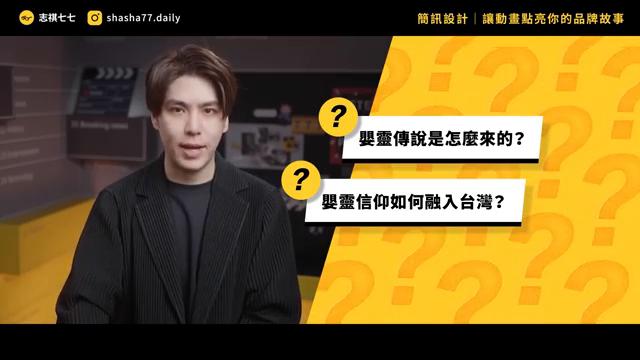 志祺七七
shasha77.daily
簡訊設計｜讓動畫點亮你的品牌故事
?
嬰靈傳說是怎麼來的?
?
嬰靈信仰如何融入台灣?